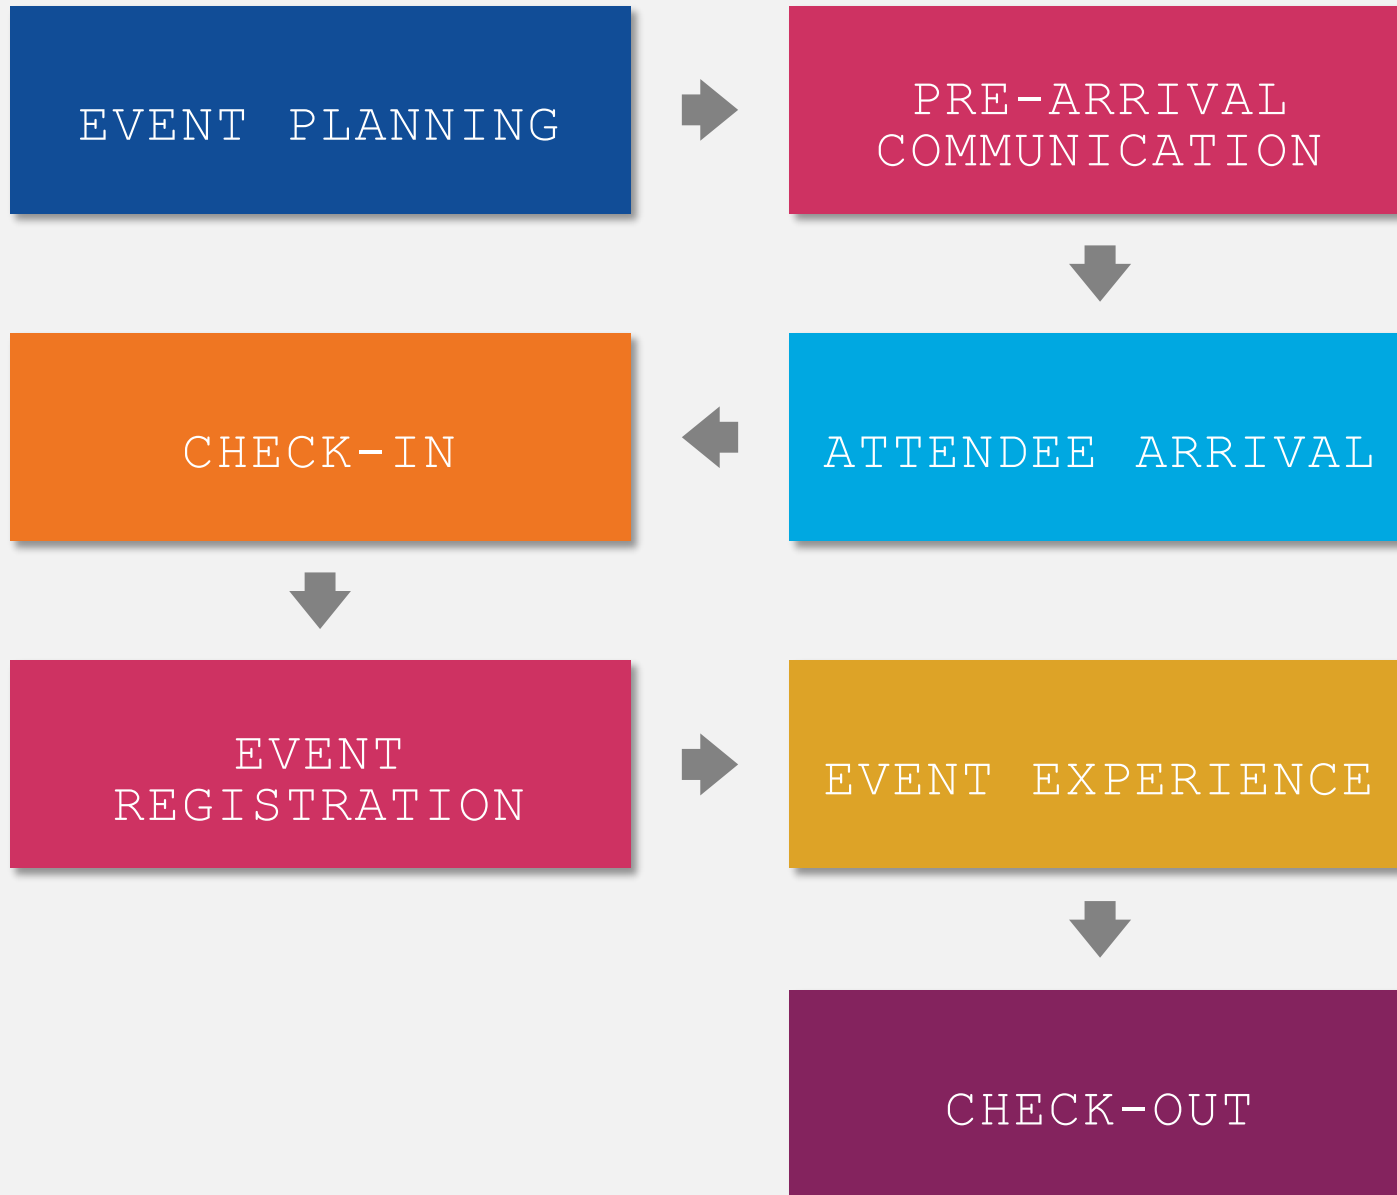 EVENT PLANNING
PRE-ARRIVAL
COMMUNICATION
ATTENDEE ARRIVAL
CHECK-IN
EVENT
REGISTRATION
EVENT EXPERIENCE
CHECK-OUT